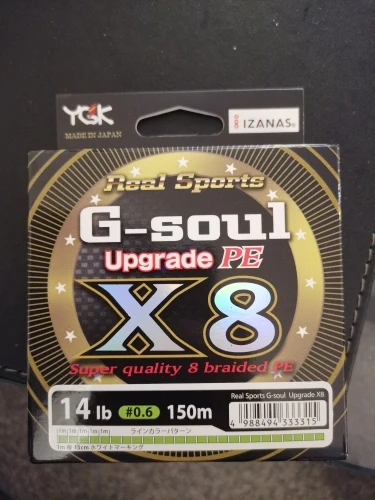 YGK
MADE IN JAPAN
IZANAS®
Real Sports
G-soul
Upgrade PE
X8
Super quality 8 braided PE
14 lb #0.6 150m
Real Sports G-soul Upgrade X8
ラインカラーパターン
4 988494 333315